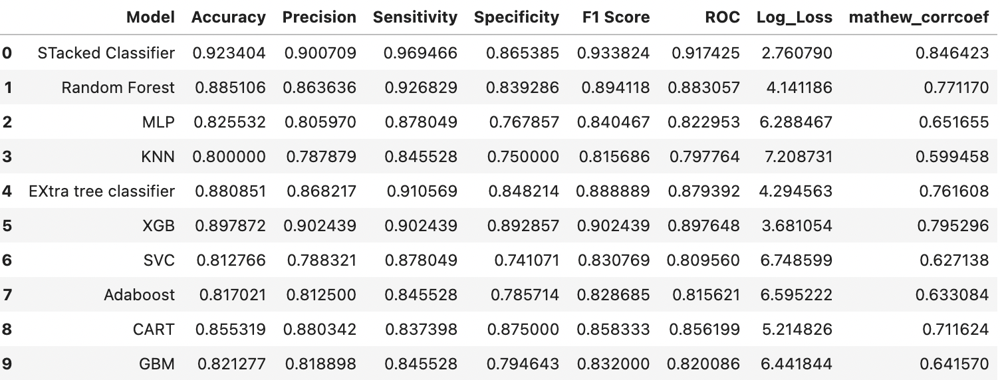 Model Accuracy Precision Sensitivity Specificity F1 Score ROC Log_Loss mathew_corrcoef
0 STacked Classifier 0.923404 0.900709 0.969466 0.865385 0.933824 0.917425 2.760790 0.846423
1 Random Forest 0.885106 0.863636 0.926829 0.839286 0.894118 0.883057 4.141186 0.771170
2 MLP 0.825532 0.805970 0.878049 0.767857 0.840467 0.822953 6.288467 0.651655
3 KNN 0.800000 0.787879 0.845528 0.750000 0.815686 0.797764 7.208731 0.599458
4 EXtra tree classifier 0.880851 0.868217 0.910569 0.848214 0.888889 0.879392 4.294563 0.761608
5 XGB 0.897872 0.902439 0.902439 0.892857 0.902439 0.897648 3.681054 0.795296
6 SVC 0.812766 0.788321 0.878049 0.741071 0.830769 0.809560 6.748599 0.627138
7 Adaboost 0.817021 0.812500 0.845528 0.785714 0.828685 0.815621 6.595222 0.633084
8 CART 0.855319 0.880342 0.837398 0.875000 0.858333 0.856199 5.214826 0.711624
9 GBM 0.821277 0.818898 0.845528 0.794643 0.832000 0.820086 6.441844 0.641570